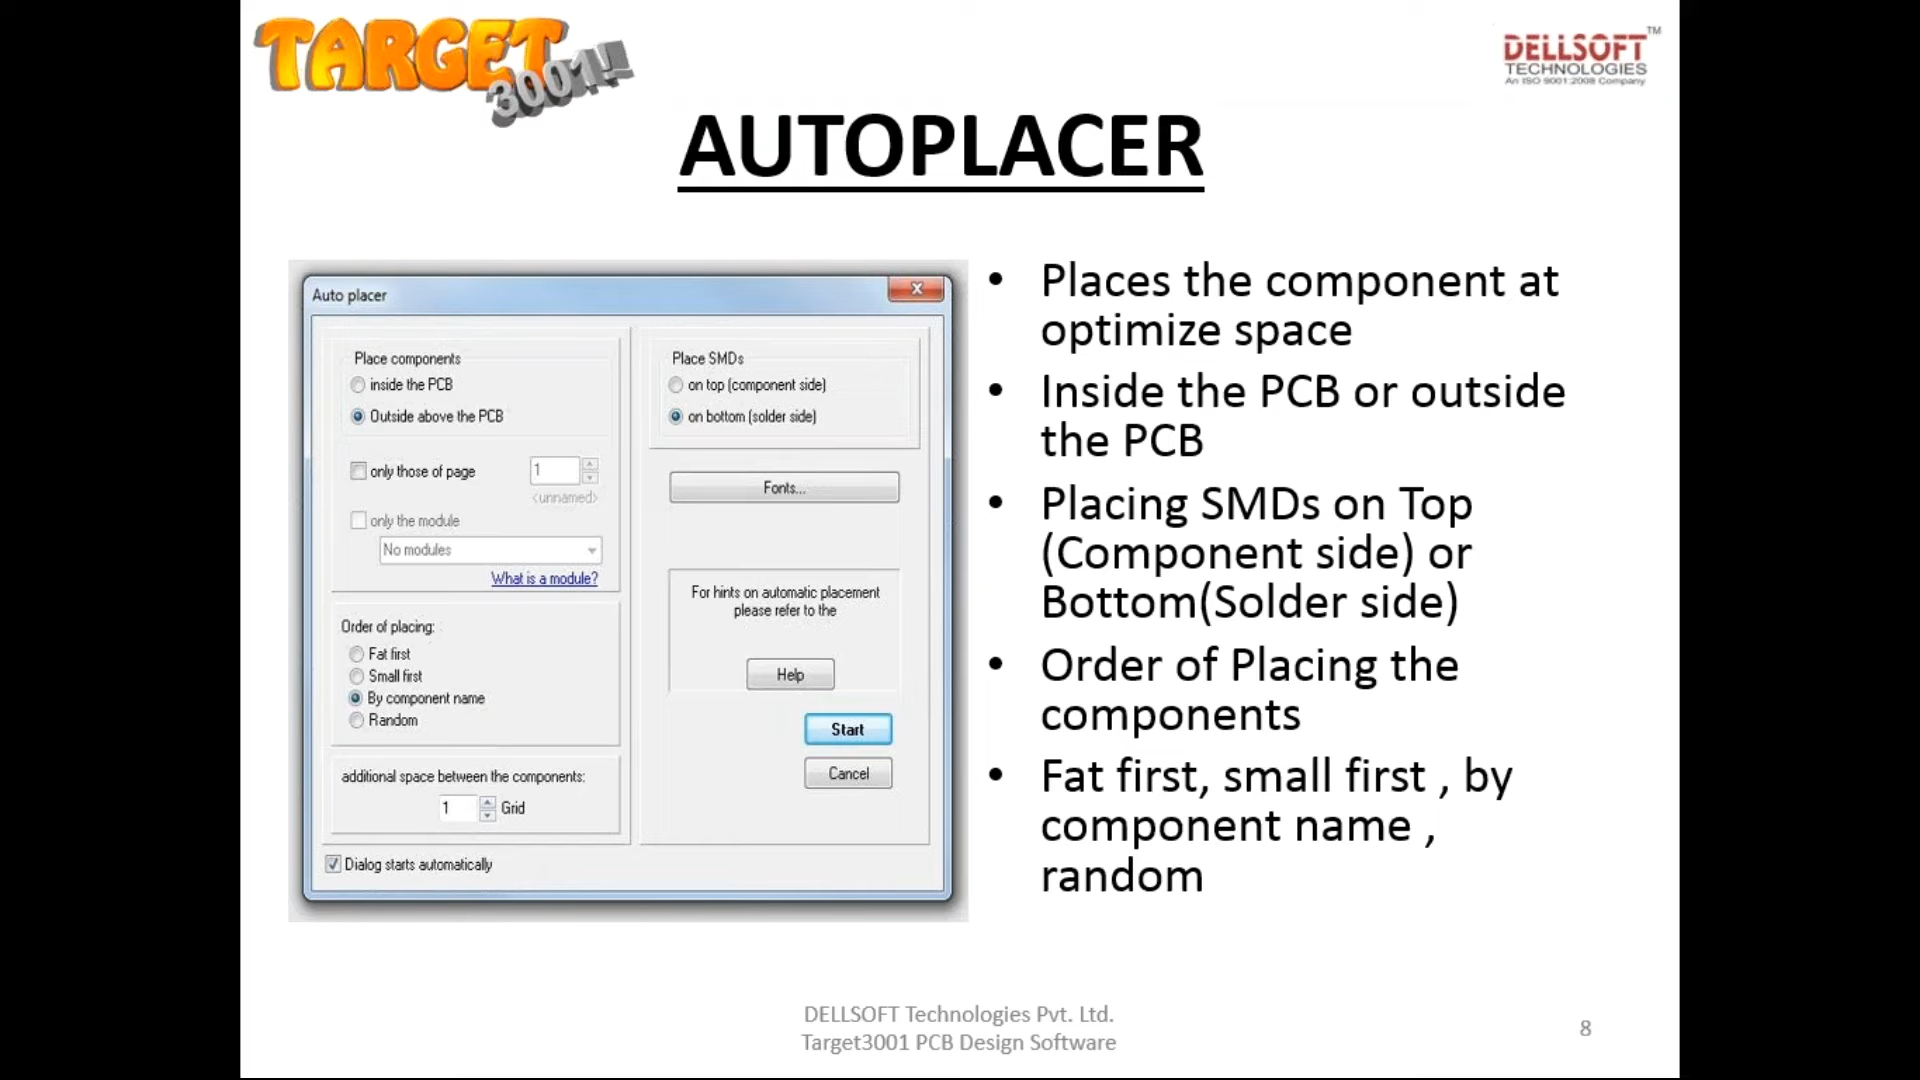 TARGET
3001!!
DELLSOFT TM
TECHNOLOGIES
An ISO 9001:2008 Company
AUTOPLACER
Auto placer
x
Place components
inside the PCB
Outside above the PCB
only those of page 1
<unnamed>
only the module
No modules
What is a module?
Order of placing:
Fat first
Small first
By component name
Random
additional space between the components:
1 Grid
Dialog starts automatically
Place SMDs
on top (component side)
on bottom (solder side)
Fonts...
For hints on automatic placement
please refer to the
Help
Start
Cancel
• Places the component at
optimize space
• Inside the PCB or outside
the PCB
• Placing SMDs on Top
(Component side) or
Bottom(Solder side)
• Order of Placing the
components
• Fat first, small first , by
component name ,
random
DELLSOFT Technologies Pvt. Ltd.
Target3001 PCB Design Software
8